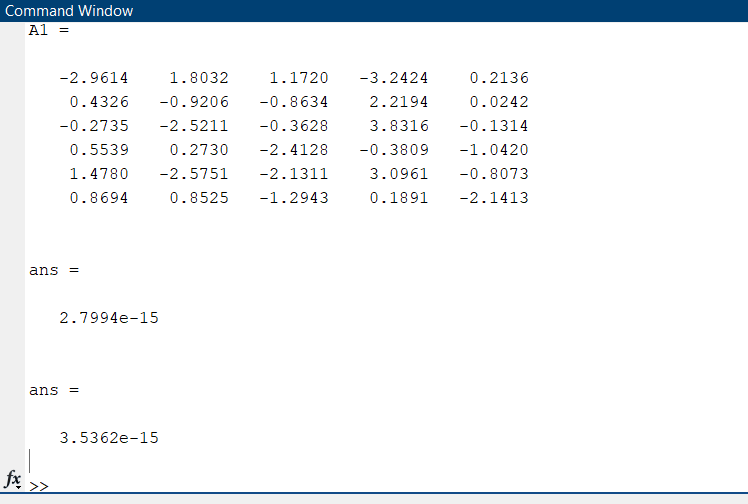 Command Window
A1 =
-2.9614 1.8032 1.1720 -3.2424 0.2136
0.4326 -0.9206 -0.8634 2.2194 0.0242
-0.2735 -2.5211 -0.3628 3.8316 -0.1314
0.5539 0.2730 -2.4128 -0.3809 -1.0420
1.4780 -2.5751 -2.1311 3.0961 -0.8073
0.8694 0.8525 -1.2943 0.1891 -2.1413
ans =
2.7994e-15
ans =
3.5362e-15
fx >>